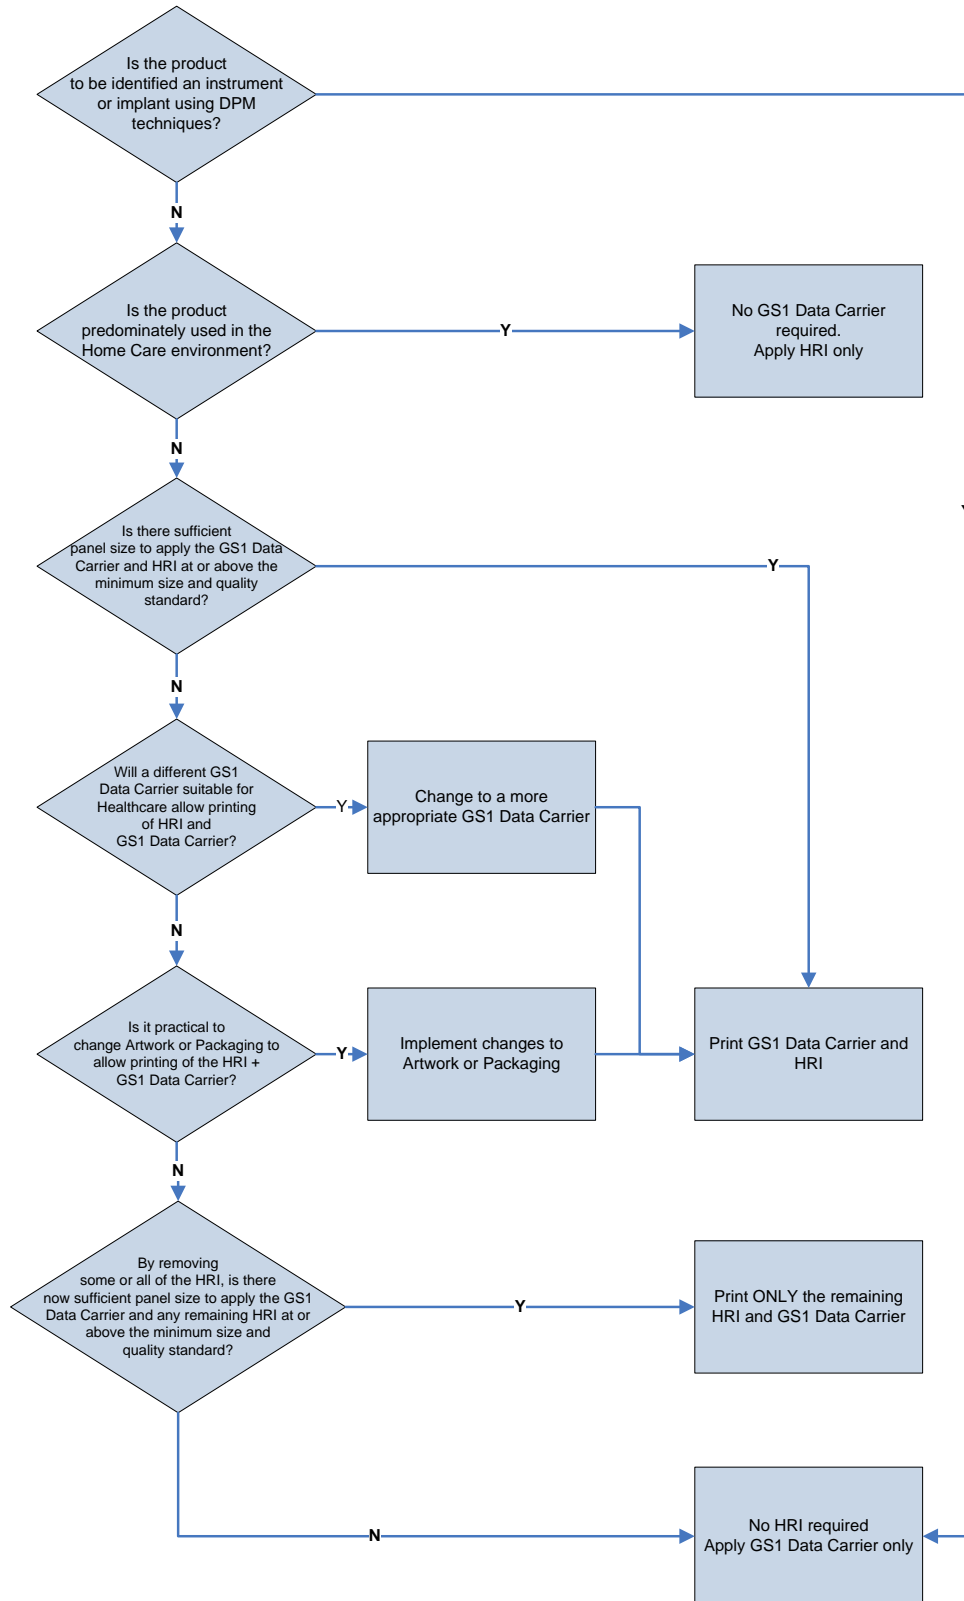 Is the product
to be identified an instrument
or implant using DPM
techniques?
N
Is the product
predominately used in the
Home Care environment?
Y
No GS1 Data Carrier
required.
Apply HRI only
N
Is there sufficient
panel size to apply the GS1 Data
Carrier and HRI at or above the
minimum size and quality
standard?
Y
Y
N
Will a different GS1
Data Carrier suitable for
Healthcare allow printing
of HRI and
GS1 Data Carrier?
Y
Change to a more
appropriate GS1 Data Carrier
N
Is it practical to
change Artwork or Packaging to
allow printing of the HRI +
GS1 Data Carrier?
Y
Implement changes to
Artwork or Packaging
Print GS1 Data Carrier and
HRI
N
By removing
some or all of the HRI, is there
now sufficient panel size to apply the GS1
Data Carrier and any remaining HRI at or
above the minimum size and
quality standard?
Y
Print ONLY the remaining
HRI and GS1 Data Carrier
N
No HRI required
Apply GS1 Data Carrier only